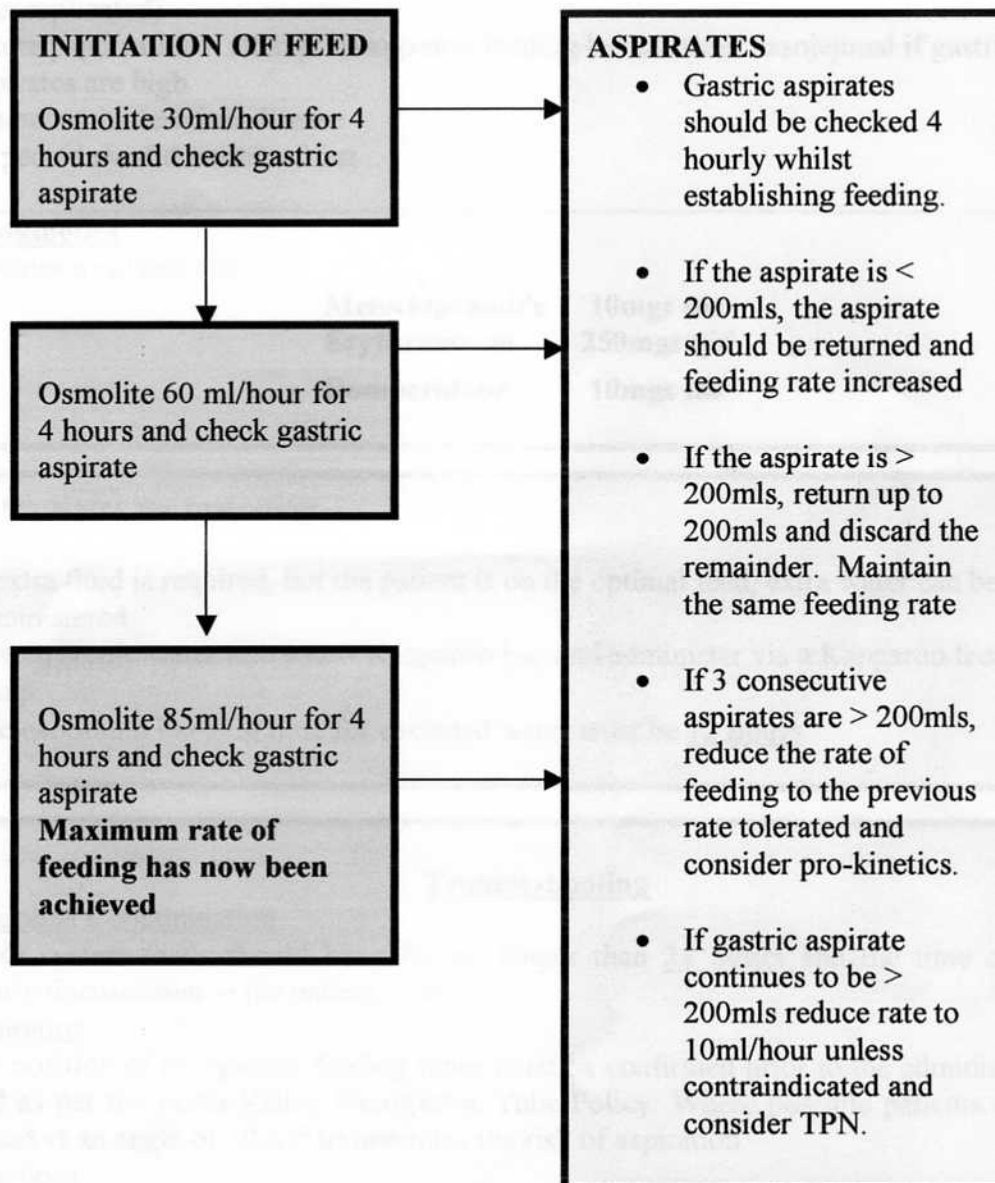 INITIATION OF FEED
Osmolite 30ml/hour for 4
hours and check gastric
aspirate
Osmolite 60 ml/hour for
4 hours and check gastric
aspirate
Osmolite 85ml/hour for 4
hours and check gastric
aspirate
Maximum rate of
feeding has now been
achieved
ASPIRATES
• Gastric aspirates
should be checked 4
hourly whilst
establishing feeding.
• If the aspirate is <
200mls, the aspirate
should be returned and
feeding rate increased
• If the aspirate is >
200mls, return up to
200mls and discard the
remainder. Maintain
the same feeding rate
• If 3 consecutive
aspirates are > 200mls,
reduce the rate of
feeding to the previous
rate tolerated and
consider pro-kinetics.
• If gastric aspirate
continues to be >
200mls reduce rate to
10ml/hour unless
contraindicated and
consider TPN.